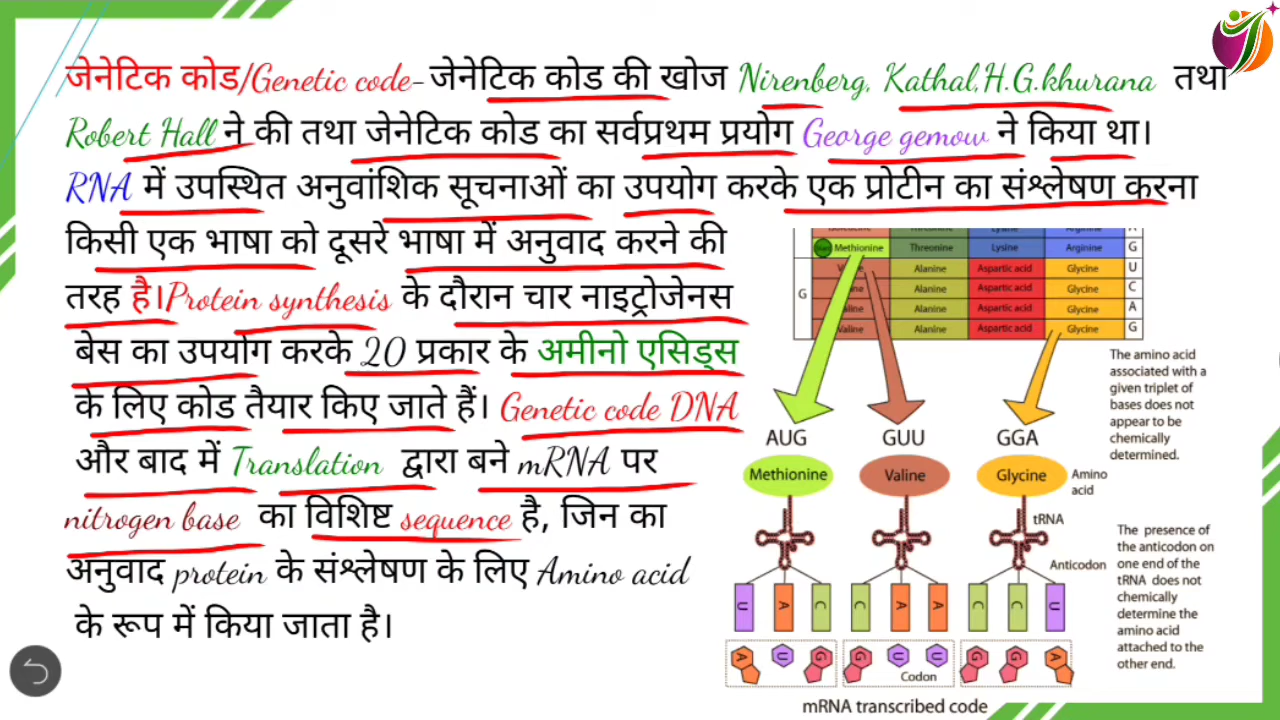 जेनेटिक कोड/Genetic code-जेनेटिक कोड की खोज Nirenberg, Kathal,H.G.khurana तथा
Robert Hall ने की तथा जेनेटिक कोड का सर्वप्रथम प्रयोग George gemow ने किया था।
RNA में उपस्थित अनुवांशिक सूचनाओं का उपयोग करके एक प्रोटीन का संश्लेषण करना
किसी एक भाषा को दूसरे भाषा में अनुवाद करने की
तरह है।Protein synthesis के दौरान चार नाइट्रोजेनस
बेस का उपयोग करके 20 प्रकार के अमीनो एसिड्स
के लिए कोड तैयार किए जाते हैं। Genetic code DNA
और बाद में Translation द्वारा बने mRNA पर
nitrogen base का विशिष्ट sequence है, जिन का
अनुवाद protein के संश्लेषण के लिए Amino acid
के रूप में किया जाता है।
Methionine Threonine Lysine Arginine G
Alanine Aspartic acid Glycine U
Alanine Aspartic acid Glycine C
G
Alanine Aspartic acid Glycine A
Valine Alanine Aspartic acid Glycine G
The amino acid
associated with a
given triplet of
bases does not
appear to be
chemically
determined.
AUG GUU GGA
Methionine Valine Glycine
Amino
acid
tRNA
Anticodon
The presence of
the anticodon on
one end of the
tRNA does not
chemically
determine the
amino acid
attached to the
other end.
U A C C A A C C U
A U G G U U G G A
Codon
mRNA transcribed code